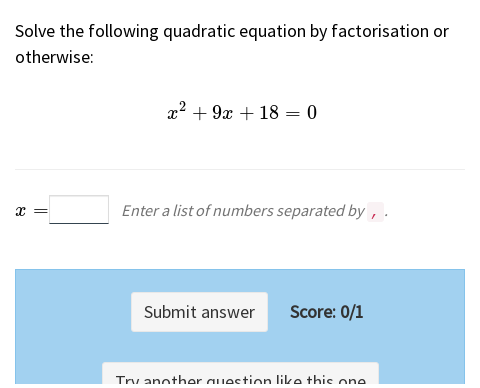 Solve the following quadratic equation by factorisation or
otherwise:
x² + 9x + 18 = 0
x = Enter a list of numbers separated by , .
Submit answer Score: 0/1
Try another question like this one